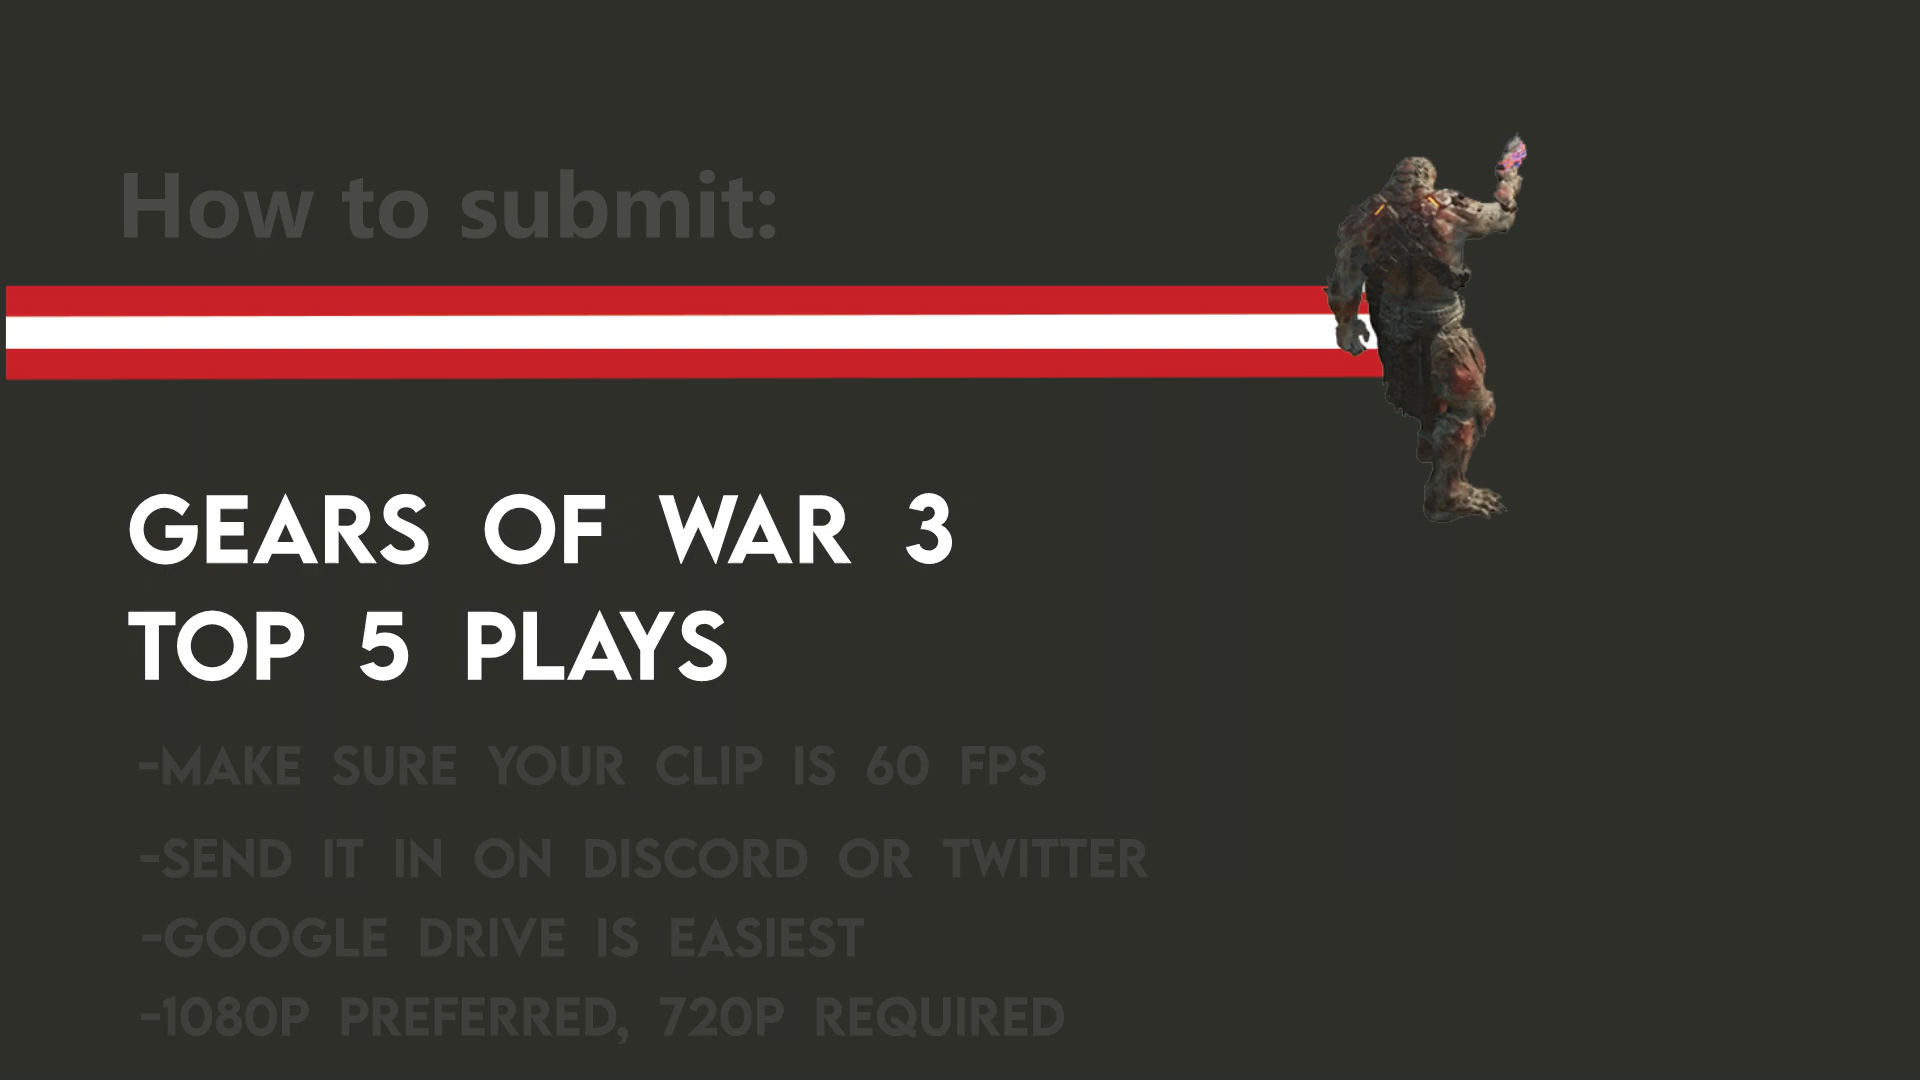 How to submit:
GEARS OF WAR 3
TOP 5 PLAYS
-MAKE SURE YOUR CLIP IS 60 FPS
-SEND IT IN ON DISCORD OR TWITTER
-GOOGLE DRIVE IS EASIEST
-1080P PREFERRED, 720P REQUIRED